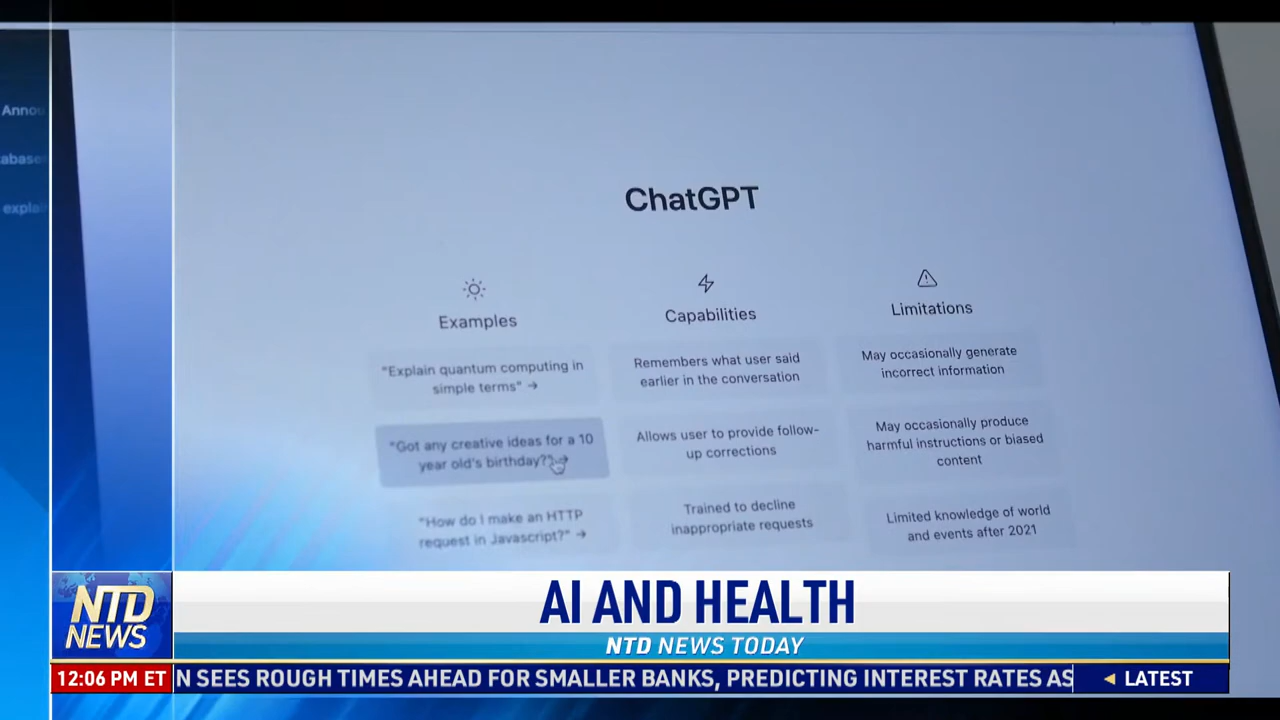 Annou
abase
explai
ChatGPT
Examples
Capabilities
Limitations
"Explain quantum computing in
simple terms" →
Remembers what user said
earlier in the conversation
May occasionally generate
incorrect information
"Got any creative ideas for a 10
year old's birthday?" →
Allows user to provide follow-
up corrections
May occasionally produce
harmful instructions or biased
content
"How do I make an HTTP
request in Javascript?" →
Trained to decline
inappropriate requests
Limited knowledge of world
and events after 2021
NTD
NEWS
AI AND HEALTH
NTD NEWS TODAY
12:06 PM ET
N SEES ROUGH TIMES AHEAD FOR SMALLER BANKS, PREDICTING INTEREST RATES AS
LATEST